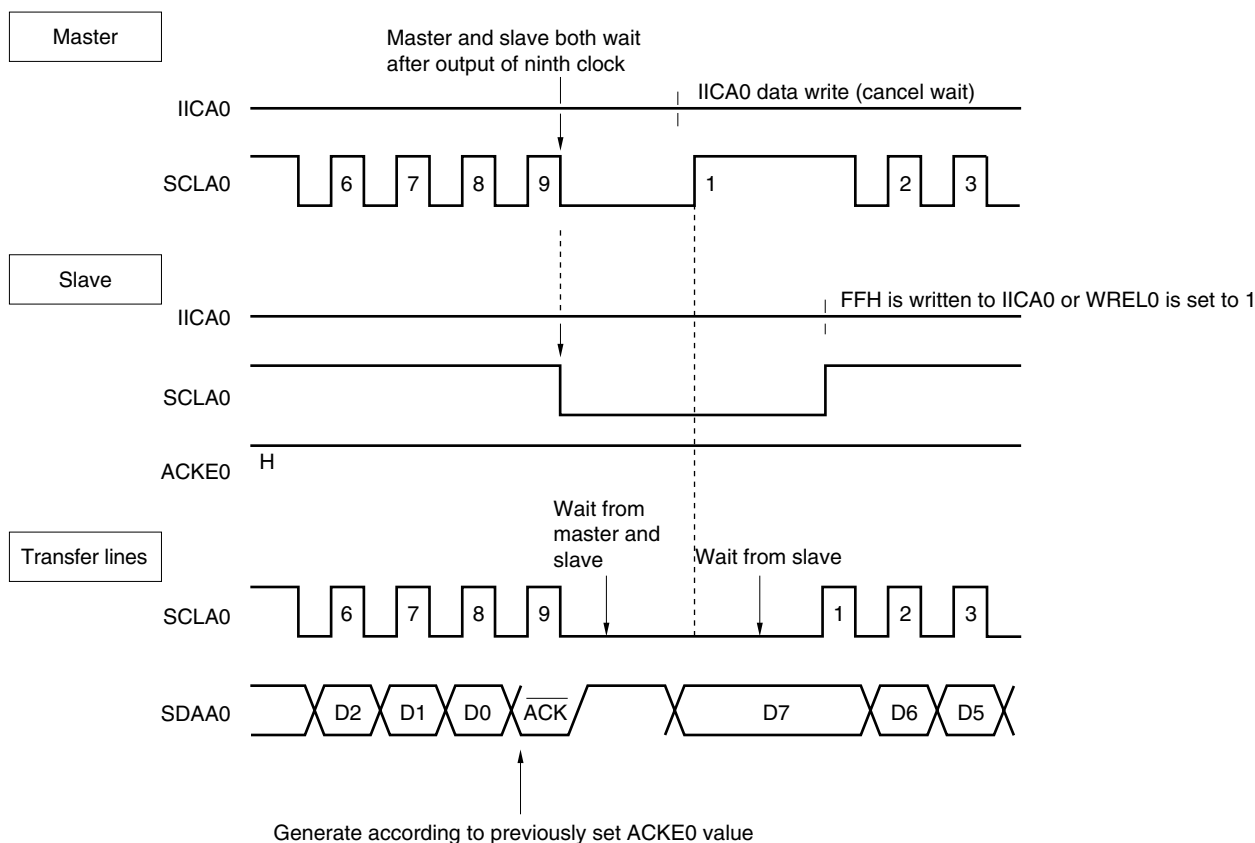 Master
Master and slave both wait
after output of ninth clock
IICA0
IICA0 data write (cancel wait)
SCLA0
6 7 8 9 1 2 3
Slave
FFH is written to IICA0 or WREL0 is set to 1
IICA0
SCLA0
ACKE0
H
Wait from
master and
slave
Wait from slave
Transfer lines
SCLA0
6 7 8 9 1 2 3
SDAA0
D2 D1 D0 ACK D7 D6 D5
Generate according to previously set ACKE0 value